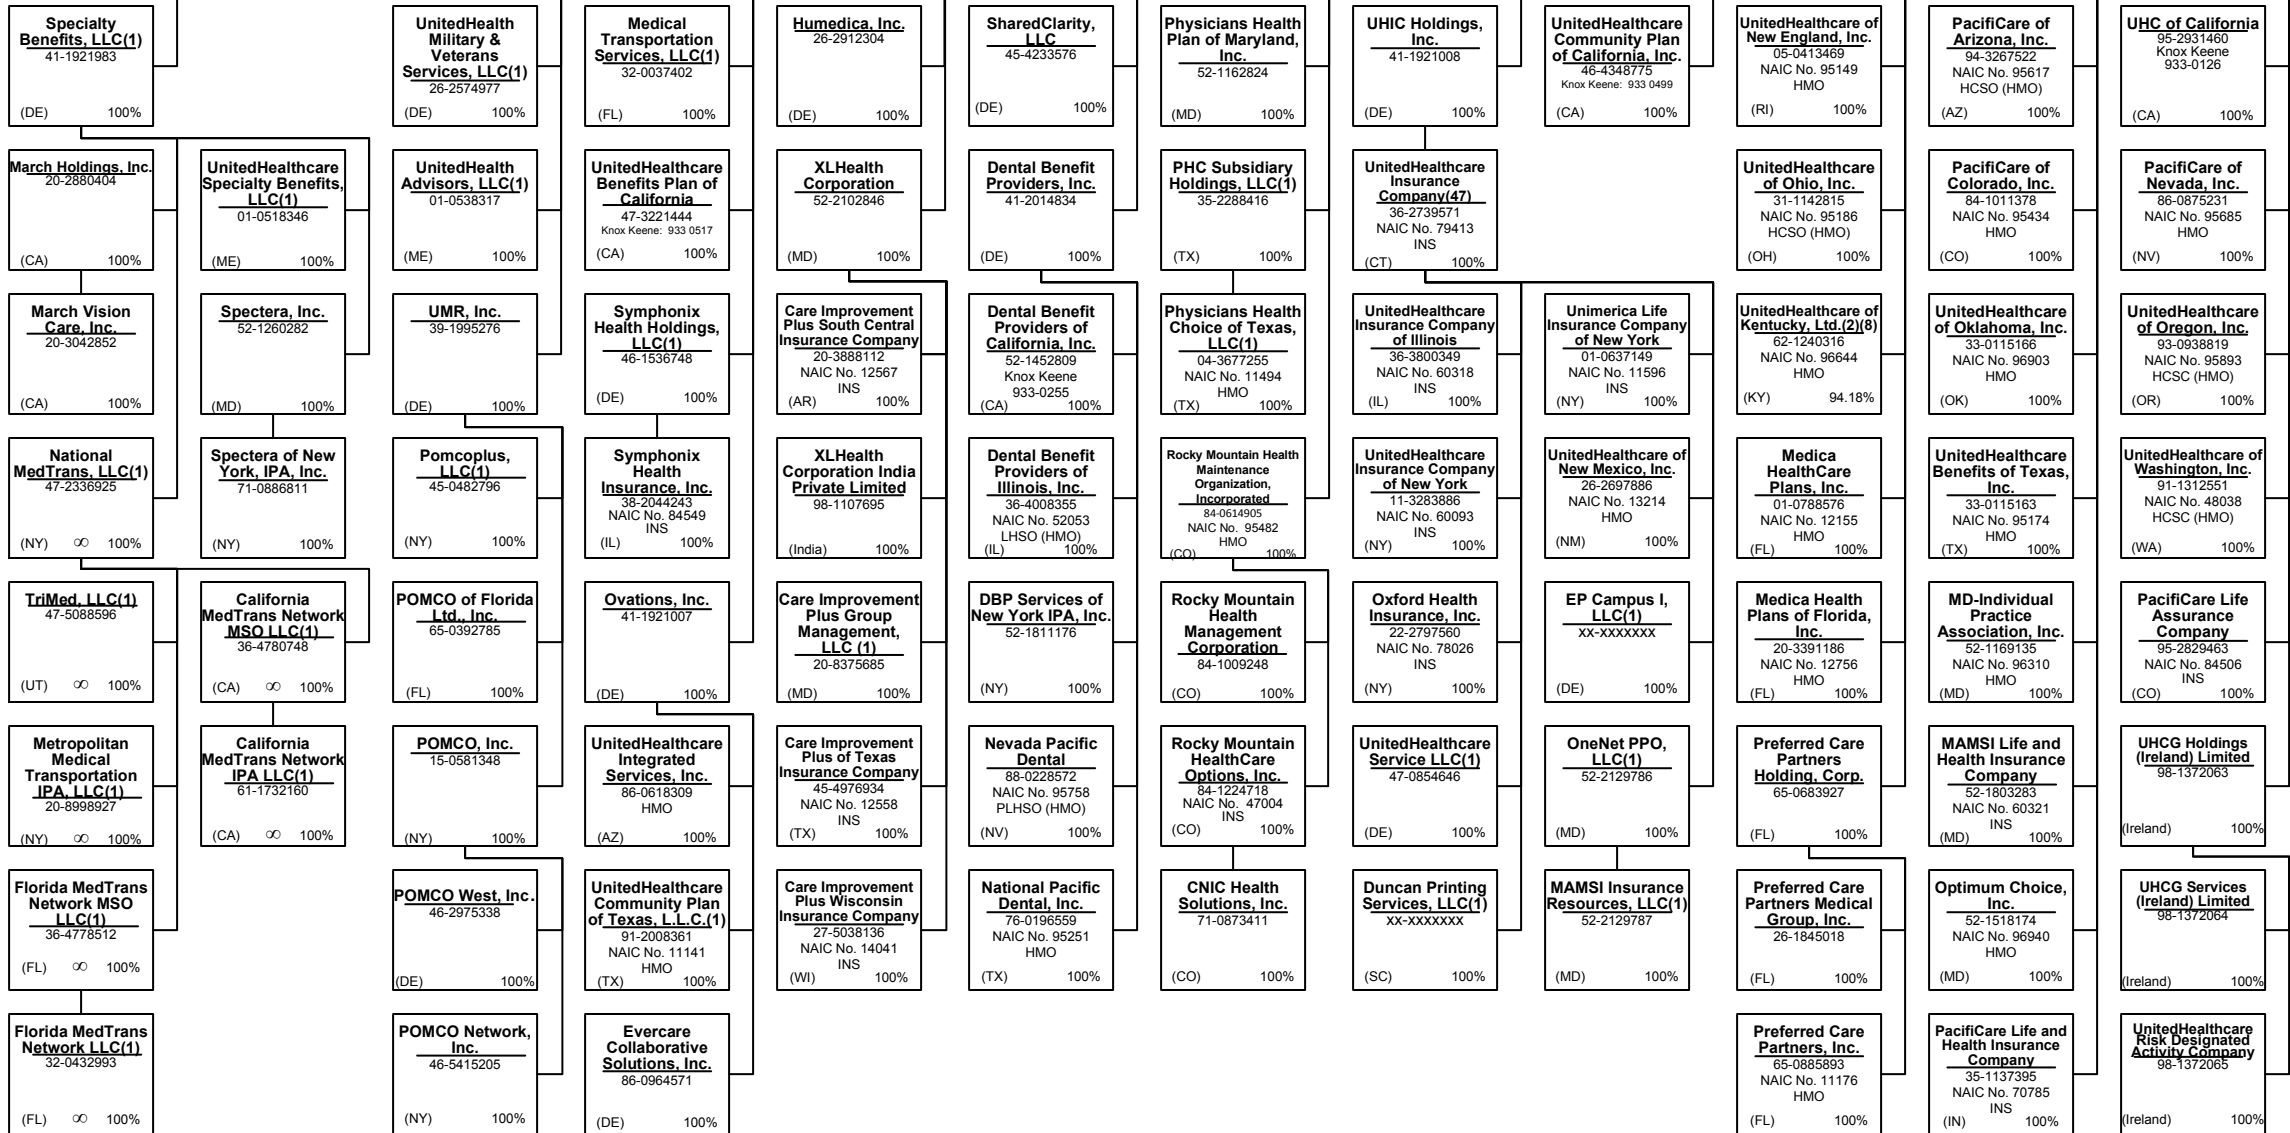 Specialty
Benefits, LLC(1)
41-1921983
(DE) 100%
UnitedHealth
Military &
Veterans
Services, LLC(1)
26-2574977
(DE) 100%
Medical
Transportation
Services, LLC(1)
32-0037402
(FL) 100%
Humedica, Inc.
26-2912304
(DE) 100%
SharedClarity,
LLC
45-4233576
(DE) 100%
Physicians Health
Plan of Maryland,
Inc.
52-1162824
(MD) 100%
UHIC Holdings,
Inc.
41-1921008
(DE) 100%
UnitedHealthcare
Community Plan
of California, Inc.
46-4348775
Knox Keene: 933 0499
(CA) 100%
UnitedHealthcare of
New England, Inc.
05-0413469
NAIC No. 95149
HMO
(RI) 100%
PacifiCare of
Arizona, Inc.
94-3267522
NAIC No. 95617
HCSO (HMO)
(AZ) 100%
UHC of California
95-2931460
Knox Keene
933-0126
(CA) 100%
March Holdings, Inc.
20-2880404
(CA) 100%
UnitedHealthcare
Specialty Benefits,
LLC(1)
01-0518346
(ME) 100%
UnitedHealth
Advisors, LLC(1)
01-0538317
(ME) 100%
UnitedHealthcare
Benefits Plan of
California
47-3221444
Knox Keene: 933 0517
(CA) 100%
XLHealth
Corporation
52-2102846
(MD) 100%
Dental Benefit
Providers, Inc.
41-2014834
(DE) 100%
PHC Subsidiary
Holdings, LLC(1)
35-2288416
(TX) 100%
UnitedHealthcare
Insurance
Company(47)
36-2739571
NAIC No. 79413
INS
(CT) 100%
UnitedHealthcare
of Ohio, Inc.
31-1142815
NAIC No. 95186
HCSO (HMO)
(OH) 100%
PacifiCare of
Colorado, Inc.
84-1011378
NAIC No. 95434
HMO
(CO) 100%
PacifiCare of
Nevada, Inc.
86-0875231
NAIC No. 95685
HMO
(NV) 100%
March Vision
Care, Inc.
20-3042852
(CA) 100%
Spectera, Inc.
52-1260282
(MD) 100%
UMR, Inc.
39-1995276
(DE) 100%
Symphonix
Health Holdings,
LLC(1)
46-1536748
(DE) 100%
Care Improvement
Plus South Central
Insurance Company
20-3888112
NAIC No. 12567
INS
(AR) 100%
Dental Benefit
Providers of
California, Inc.
52-1452809
Knox Keene
933-0255
(CA) 100%
Physicians Health
Choice of Texas,
LLC(1)
04-3677255
NAIC No. 11494
HMO
(TX) 100%
UnitedHealthcare
Insurance Company
of Illinois
36-3800349
NAIC No. 60318
INS
(IL) 100%
Unimerica Life
Insurance Company
of New York
01-0637149
NAIC No. 11596
INS
(NY) 100%
UnitedHealthcare of
Kentucky, Ltd.(2)(8)
62-1240316
NAIC No. 96644
HMO
(KY) 94.18%
UnitedHealthcare
of Oklahoma, Inc.
33-0115166
NAIC No. 96903
HMO
(OK) 100%
UnitedHealthcare
of Oregon, Inc.
93-0938819
NAIC No. 95893
HCSC (HMO)
(OR) 100%
National
MedTrans, LLC(1)
47-2336925
(NY) ∞ 100%
Spectera of New
York, IPA, Inc.
71-0886811
(NY) 100%
Pomcoplus,
LLC(1)
45-0482796
(NY) 100%
Symphonix
Health
Insurance, Inc.
38-2044243
NAIC No. 84549
INS
(IL) 100%
XLHealth
Corporation India
Private Limited
98-1107695
(India) 100%
Dental Benefit
Providers of
Illinois, Inc.
36-4008355
NAIC No. 52053
LHSO (HMO)
(IL) 100%
Rocky Mountain Health
Maintenance
Organization,
Incorporated
84-0614905
NAIC No. 95482
HMO
(CO) 100%
UnitedHealthcare
Insurance Company
of New York
11-3283886
NAIC No. 60093
INS
(NY) 100%
UnitedHealthcare of
New Mexico, Inc.
26-2697886
NAIC No. 13214
HMO
(NM) 100%
Medica
HealthCare
Plans, Inc.
01-0788576
NAIC No. 12155
HMO
(FL) 100%
UnitedHealthcare
Benefits of Texas,
Inc.
33-0115163
NAIC No. 95174
HMO
(TX) 100%
UnitedHealthcare of
Washington, Inc.
91-1312551
NAIC No. 48038
HCSC (HMO)
(WA) 100%
TriMed, LLC(1)
47-5088596
(UT) ∞ 100%
California
MedTrans Network
MSO LLC(1)
36-4780748
(CA) ∞ 100%
POMCO of Florida
Ltd., Inc.
65-0392785
(FL) 100%
Ovations, Inc.
41-1921007
(DE) 100%
Care Improvement
Plus Group
Management,
LLC (1)
20-8375685
(MD) 100%
DBP Services of
New York IPA, Inc.
52-1811176
(NY) 100%
Rocky Mountain
Health
Management
Corporation
84-1009248
(CO) 100%
Oxford Health
Insurance, Inc.
22-2797560
NAIC No. 78026
INS
(NY) 100%
EP Campus I,
LLC(1)
xx-xxxxxxx
(DE) 100%
Medica Health
Plans of Florida,
Inc.
20-3391186
NAIC No. 12756
HMO
(FL) 100%
MD-Individual
Practice
Association, Inc.
52-1169135
NAIC No. 96310
HMO
(MD) 100%
PacifiCare Life
Assurance
Company
95-2829463
NAIC No. 84506
INS
(CO) 100%
Metropolitan
Medical
Transportation
IPA, LLC(1)
20-8998927
(NY) ∞ 100%
California
MedTrans Network
IPA LLC(1)
61-1732160
(CA) ∞ 100%
POMCO, Inc.
15-0581348
(NY) 100%
UnitedHealthcare
Integrated
Services, Inc.
86-0618309
HMO
(AZ) 100%
Care Improvement
Plus of Texas
Insurance Company
45-4976934
NAIC No. 12558
INS
(TX) 100%
Nevada Pacific
Dental
88-0228572
NAIC No. 95758
PLHSO (HMO)
(NV) 100%
Rocky Mountain
HealthCare
Options, Inc.
84-1224718
NAIC No. 47004
INS
(CO) 100%
UnitedHealthcare
Service LLC(1)
47-0854646
(DE) 100%
OneNet PPO,
LLC(1)
52-2129786
(MD) 100%
Preferred Care
Partners
Holding, Corp.
65-0683927
(FL) 100%
MAMSI Life and
Health Insurance
Company
52-1803283
NAIC No. 60321
INS
(MD) 100%
UHCG Holdings
(Ireland) Limited
98-1372063
(Ireland) 100%
Florida MedTrans
Network MSO
LLC(1)
36-4778512
(FL) ∞ 100%
POMCO West, Inc.
46-2975338
(DE) 100%
UnitedHealthcare
Community Plan
of Texas, L.L.C.(1)
91-2008361
NAIC No. 11141
HMO
(TX) 100%
Care Improvement
Plus Wisconsin
Insurance Company
27-5038136
NAIC No. 14041
INS
(WI) 100%
National Pacific
Dental, Inc.
76-0196559
NAIC No. 95251
HMO
(TX) 100%
CNIC Health
Solutions, Inc.
71-0873411
(CO) 100%
Duncan Printing
Services, LLC(1)
xx-xxxxxxx
(SC) 100%
MAMSI Insurance
Resources, LLC(1)
52-2129787
(MD) 100%
Preferred Care
Partners Medical
Group, Inc.
26-1845018
(FL) 100%
Optimum Choice,
Inc.
52-1518174
NAIC No. 96940
HMO
(MD) 100%
UHCG Services
(Ireland) Limited
98-1372064
(Ireland) 100%
Florida MedTrans
Network LLC(1)
32-0432993
(FL) ∞ 100%
POMCO Network,
Inc.
46-5415205
(NY) 100%
Evercare
Collaborative
Solutions, Inc.
86-0964571
(DE) 100%
Preferred Care
Partners, Inc.
65-0885893
NAIC No. 11176
HMO
(FL) 100%
PacifiCare Life and
Health Insurance
Company
35-1137395
NAIC No. 70785
INS
(IN) 100%
UnitedHealthcare
Risk Designated
Activity Company
98-1372065
(Ireland) 100%